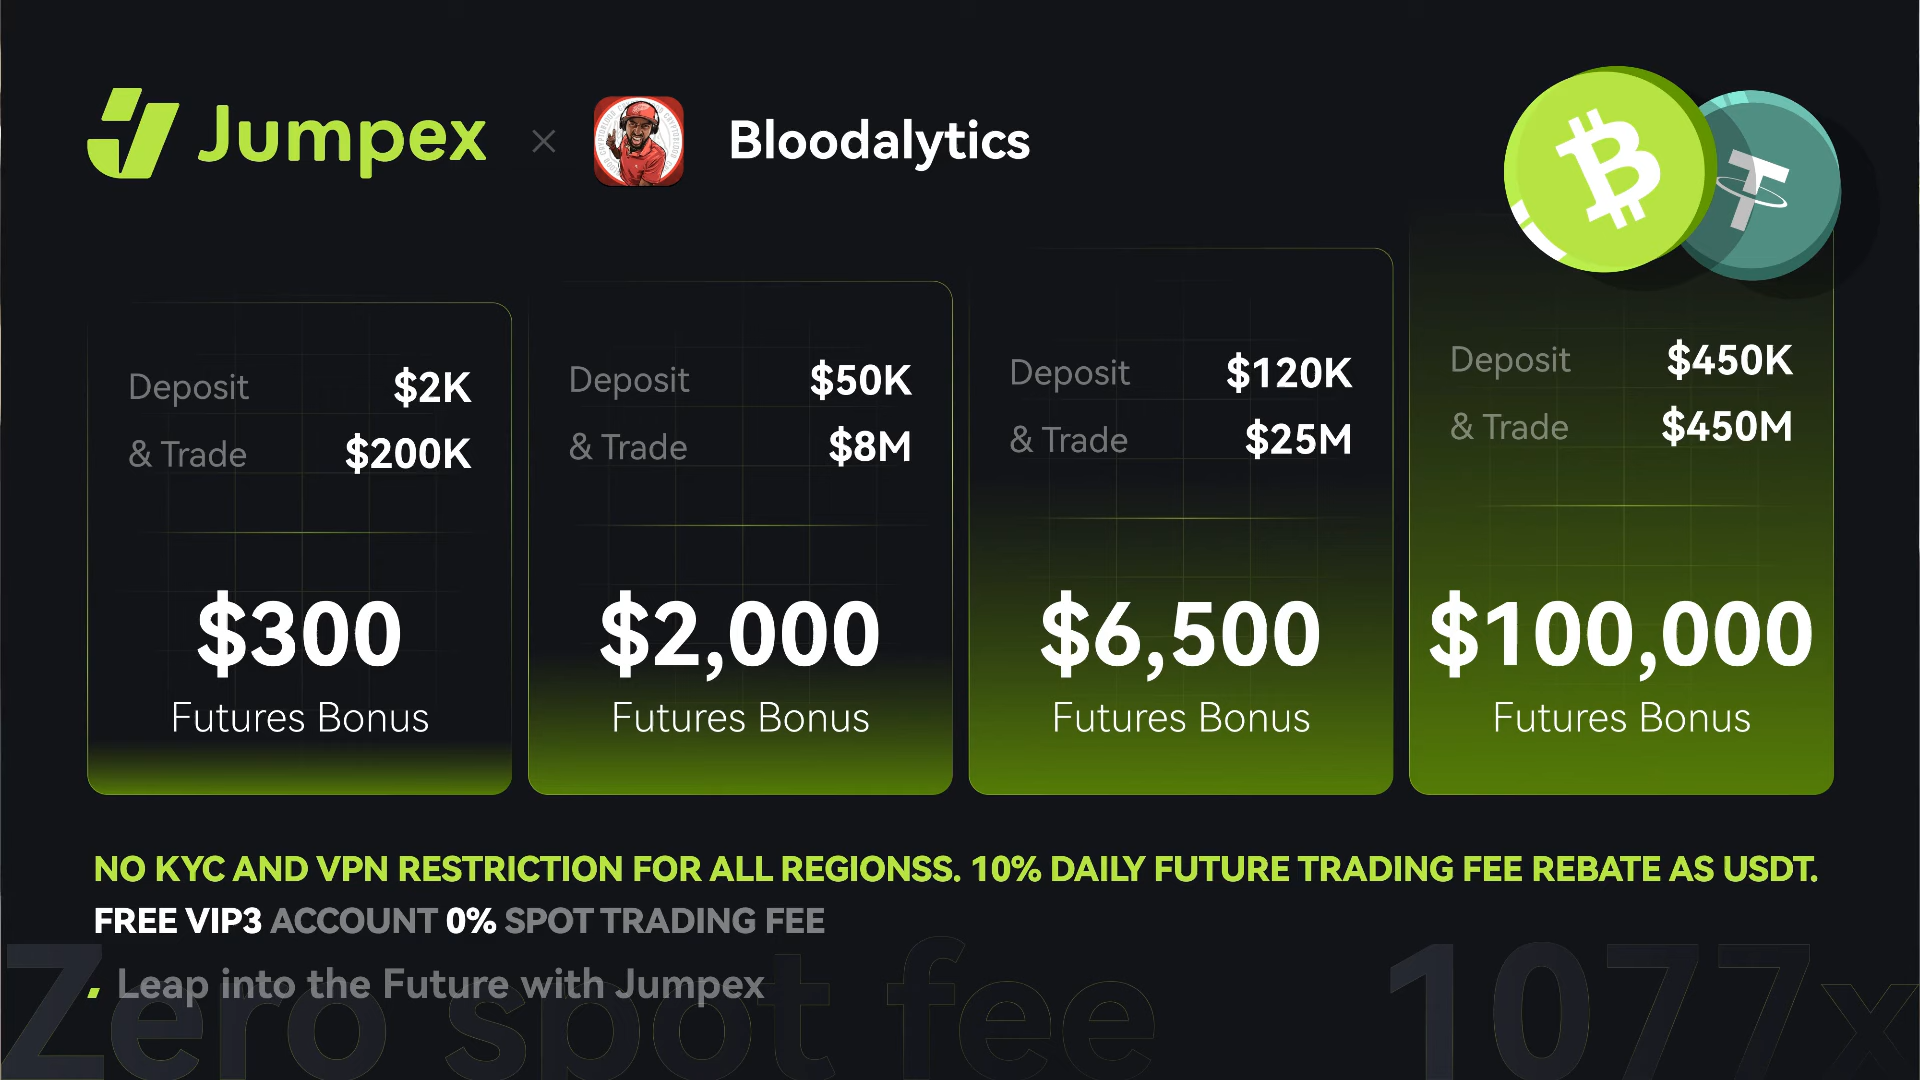 Jumpex × Bloodalytics
Deposit $2K
& Trade $200K
$300
Futures Bonus
Deposit $50K
& Trade $8M
$2,000
Futures Bonus
Deposit $120K
& Trade $25M
$6,500
Futures Bonus
Deposit $450K
& Trade $450M
$100,000
Futures Bonus
NO KYC AND VPN RESTRICTION FOR ALL REGIONSS. 10% DAILY FUTURE TRADING FEE REBATE AS USDT.
FREE VIP3 ACCOUNT 0% SPOT TRADING FEE
Leap into the Future with Jumpex
Zero spot fee 1077x